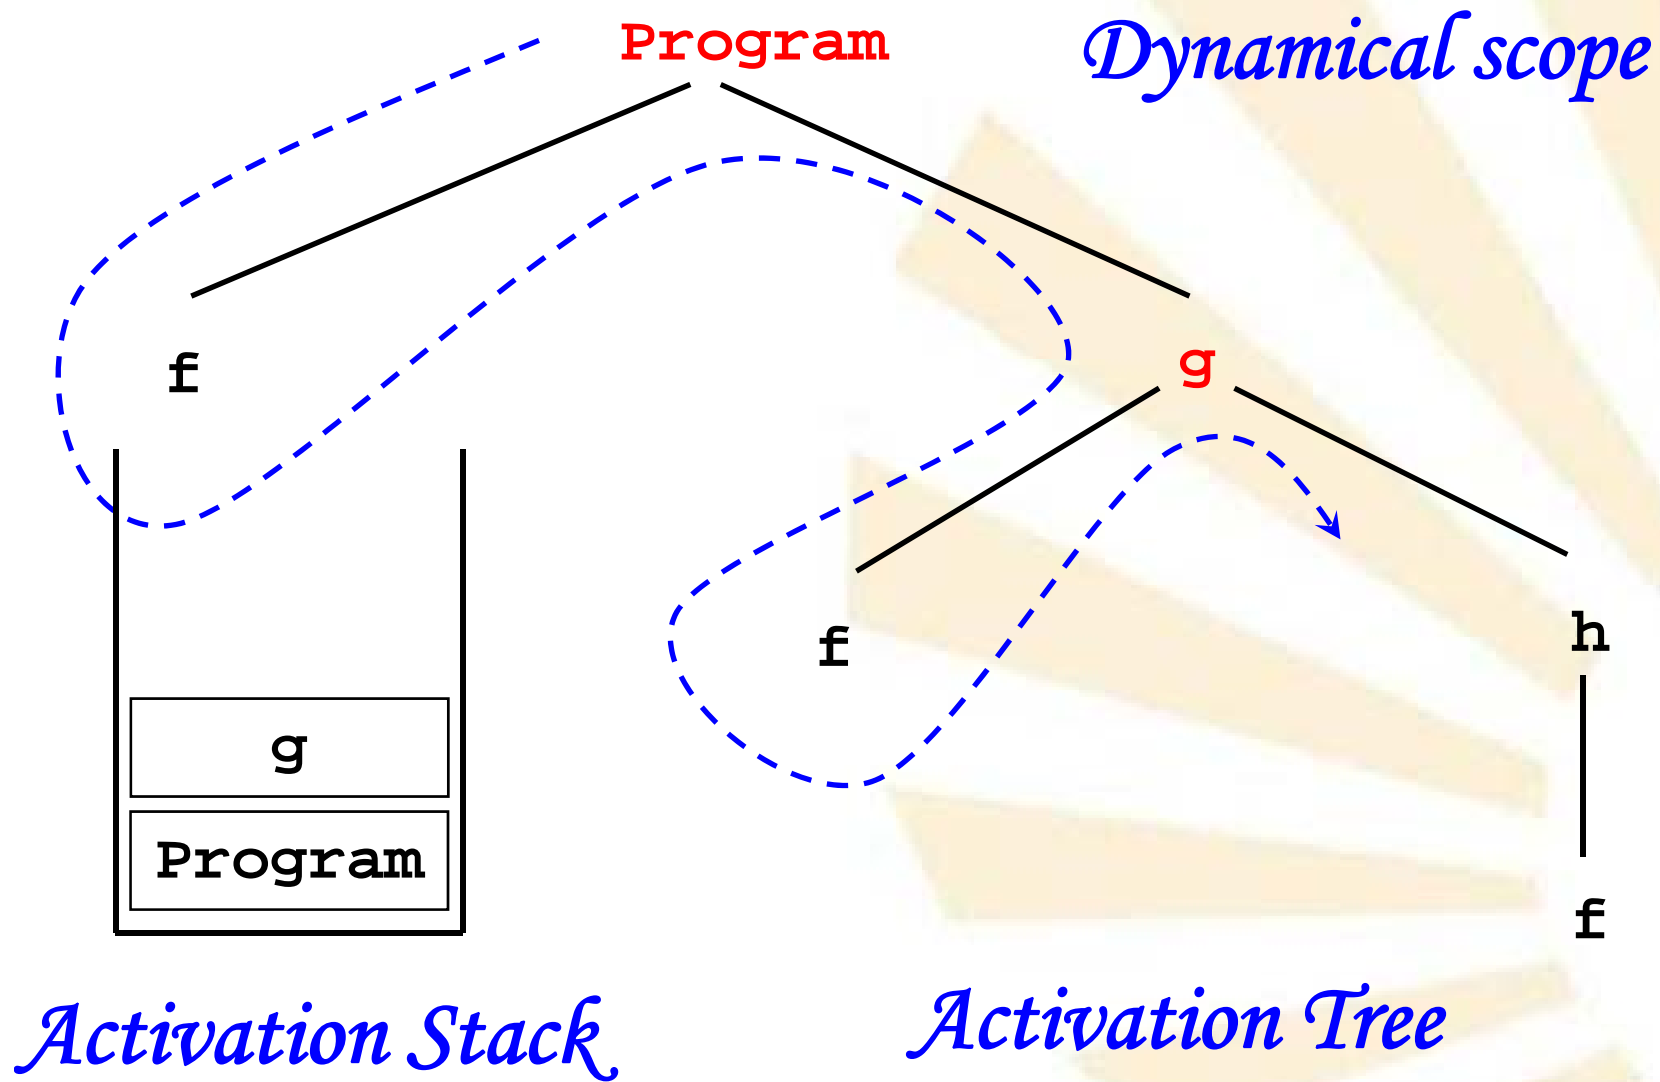 Program
Dynamical scope
f
g
f
h
g
Program
f
Activation Stack
Activation Tree